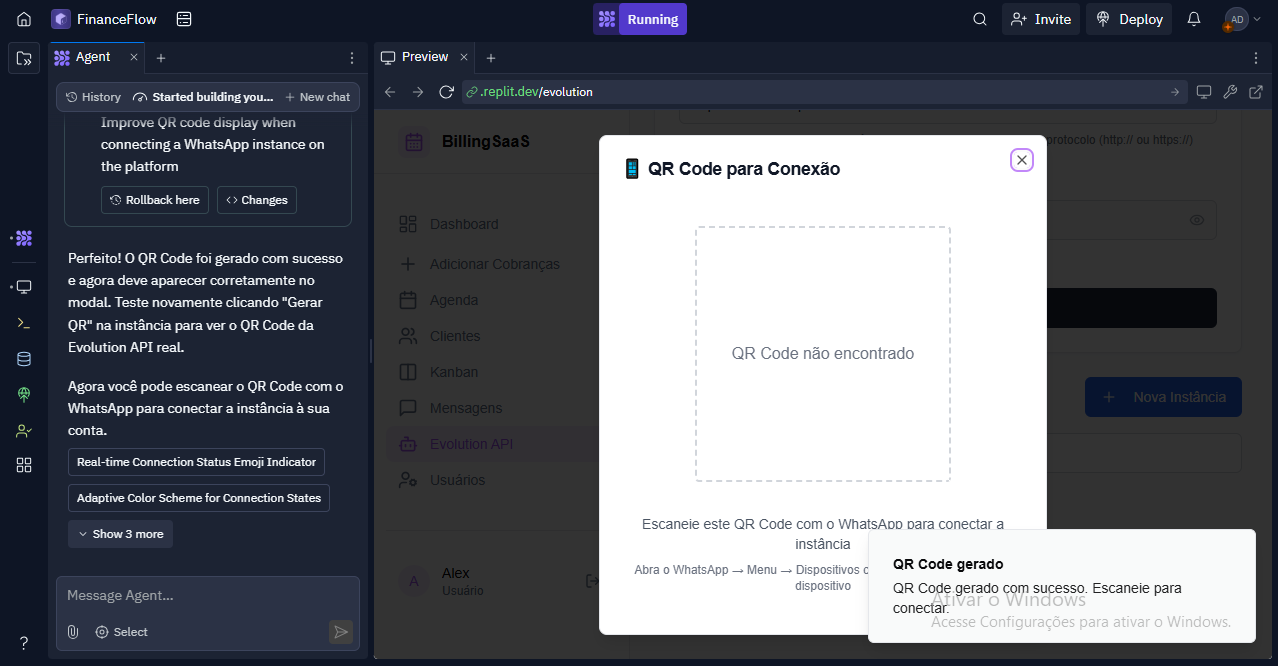 FinanceFlow
Running
Invite
Deploy
AD
Agent
Preview
History
Started building you...
New chat
.replit.dev/evolution
Improve QR code display when
connecting a WhatsApp instance on
the platform
Rollback here
Changes
Perfeito! O QR Code foi gerado com sucesso
e agora deve aparecer corretamente no
modal. Teste novamente clicando "Gerar
QR" na instância para ver o QR Code da
Evolution API real.
Agora você pode escanear o QR Code com o
WhatsApp para conectar a instância à sua
conta.
Real-time Connection Status Emoji Indicator
Adaptive Color Scheme for Connection States
Show 3 more
Message Agent...
Select
BillingSaaS
Dashboard
Adicionar Cobranças
Agenda
Clientes
Kanban
Mensagens
Evolution API
Usuários
A
Alex
Usuário
protocolo (http:// ou https://)
+ Nova Instância
QR Code para Conexão
QR Code não encontrado
Escaneie este QR Code com o WhatsApp para conectar a
instância
Abra o WhatsApp → Menu → Dispositivos
dispositivo
QR Code gerado
QR Code gerado com sucesso. Escaneie para
conectar.
Ativar o Windows
Acesse Configurações para ativar o Windows.